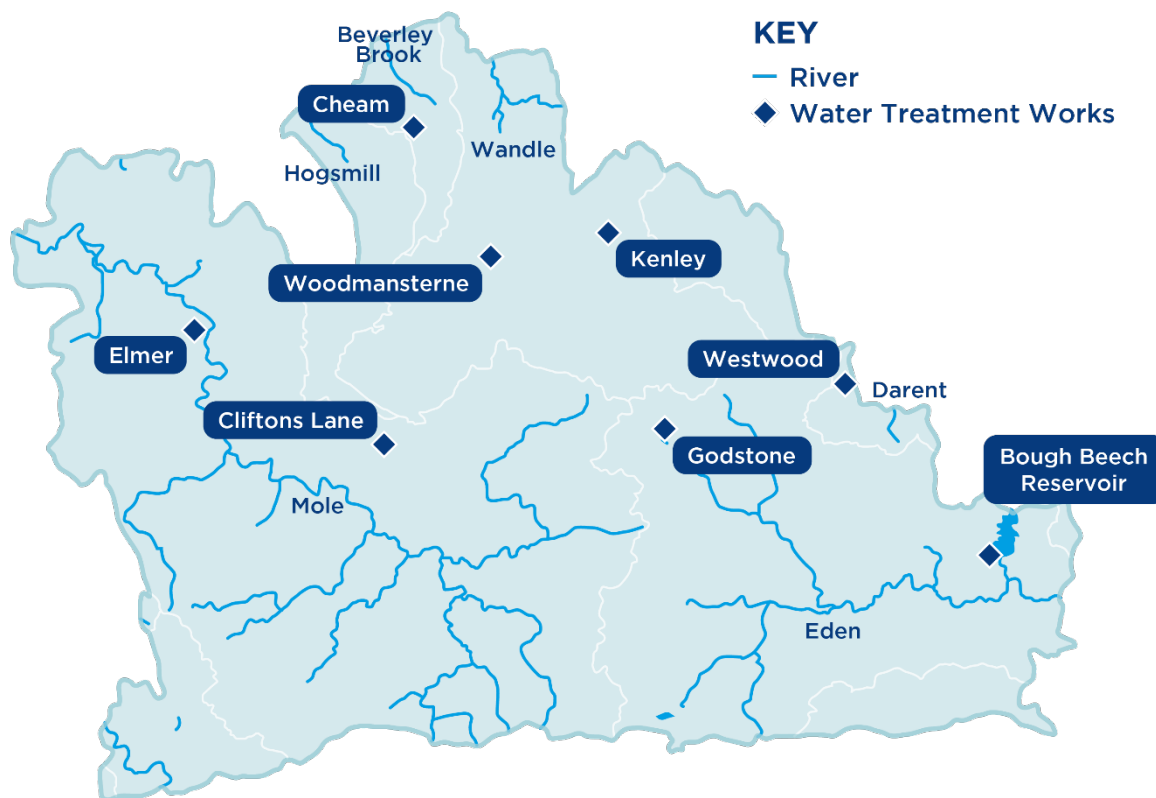 KEY
River
Water Treatment Works
Beverley
Brook
Cheam
Wandle
Hogsmill
Kenley
Woodmansterne
Elmer
Westwood
Darent
Cliftons Lane
Godstone
Bough Beech
Reservoir
Mole
Eden